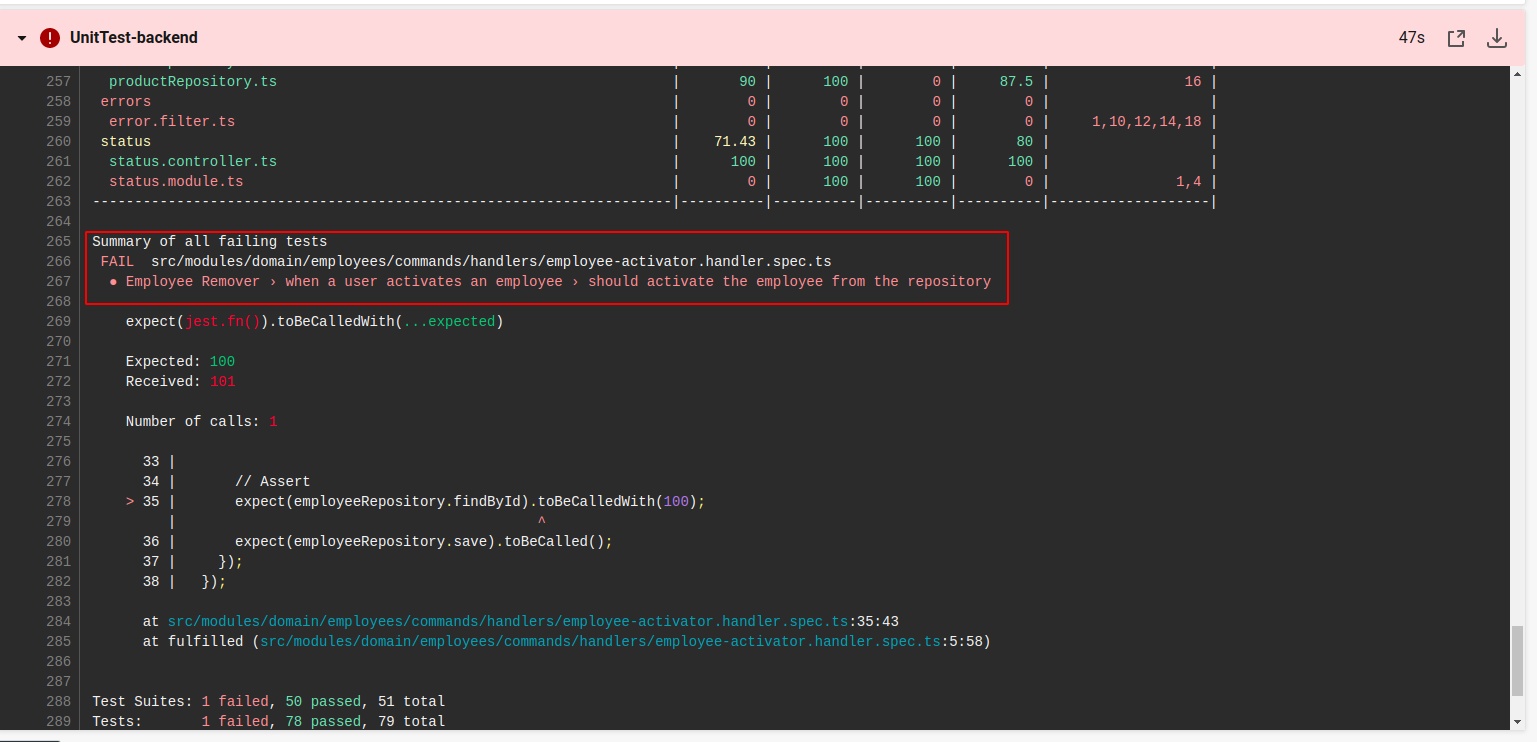 UnitTest-backend 47s
257 productRepository.ts | 90 | 100 | 0 | 87.5 | 16 |
258 errors | 0 | 0 | 0 | 0 | |
259 error.filter.ts | 0 | 0 | 0 | 0 | 1,10,12,14,18 |
260 status | 71.43 | 100 | 100 | 80 | |
261 status.controller.ts | 100 | 100 | 100 | 100 | |
262 status.module.ts | 0 | 100 | 100 | 0 | 1,4 |
263 ---------------------------------------------------------------------|----------|----------|----------|----------|-------------------|
264
265 Summary of all failing tests
266 FAIL src/modules/domain/employees/commands/handlers/employee-activator.handler.spec.ts
267 ● Employee Remover › when a user activates an employee › should activate the employee from the repository
268
269 expect(jest.fn()).toBeCalledWith(...expected)
270
271 Expected: 100
272 Received: 101
273
274 Number of calls: 1
275
276 33 |
277 34 | // Assert
278 > 35 | expect(employeeRepository.findById).toBeCalledWith(100);
279 | ^
280 36 | expect(employeeRepository.save).toBeCalled();
281 37 | });
282 38 | });
283
284 at src/modules/domain/employees/commands/handlers/employee-activator.handler.spec.ts:35:43
285 at fulfilled (src/modules/domain/employees/commands/handlers/employee-activator.handler.spec.ts:5:58)
286
287
288 Test Suites: 1 failed, 50 passed, 51 total
289 Tests: 1 failed, 78 passed, 79 total